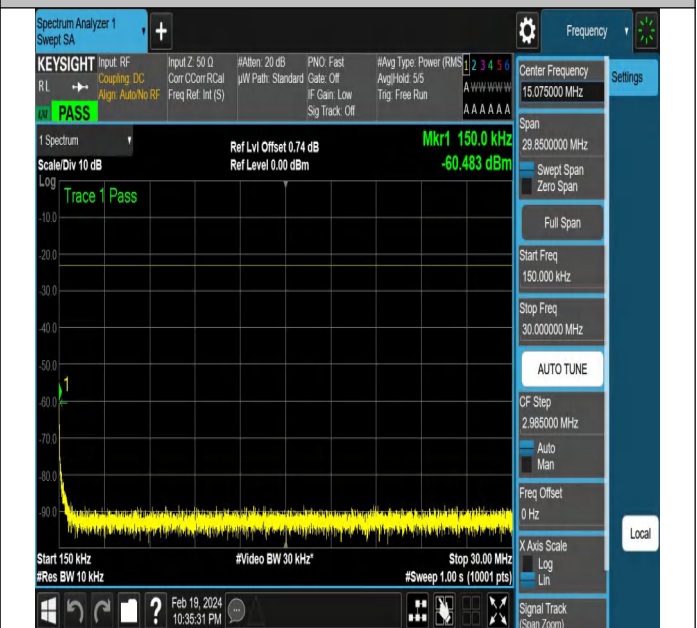 Spectrum Analyzer 1
Swept SA
+
Frequency
KEYSIGHT
RL
PASS
Input: RF
Coupling: DC
Align: Auto/No RF
Input Z: 50 Ω
Corr CCorr RCal
Freq Ref: Int (S)
#Atten: 20 dB
µW Path: Standard
PNO: Fast
Gate: Off
IF Gain: Low
Sig Track: Off
#Avg Type: Power (RMS
Avg|Hold: 5/5
Trig: Free Run
1 2 3 4 5 6
A W W W W W
A A A A A A
1 Spectrum
Scale/Div 10 dB
Ref Lvl Offset 0.74 dB
Ref Level 0.00 dBm
Mkr1 150.0 kHz
-60.483 dBm
Log
Trace 1 Pass
-10.0
-20.0
-30.0
-40.0
-50.0
-60.0
-70.0
-80.0
-90.0
1
Start 150 kHz
#Res BW 10 kHz
#Video BW 30 kHz*
Stop 30.00 MHz
#Sweep 1.00 s (10001 pts)
Feb 19, 2024
10:35:31 PM
Center Frequency
15.075000 MHz
Settings
Span
29.8500000 MHz
Swept Span
Zero Span
Full Span
Start Freq
150.000 kHz
Stop Freq
30.000000 MHz
AUTO TUNE
CF Step
2.985000 MHz
Auto
Man
Freq Offset
0 Hz
X Axis Scale
Log
Lin
Signal Track
(Span Zoom)
Local